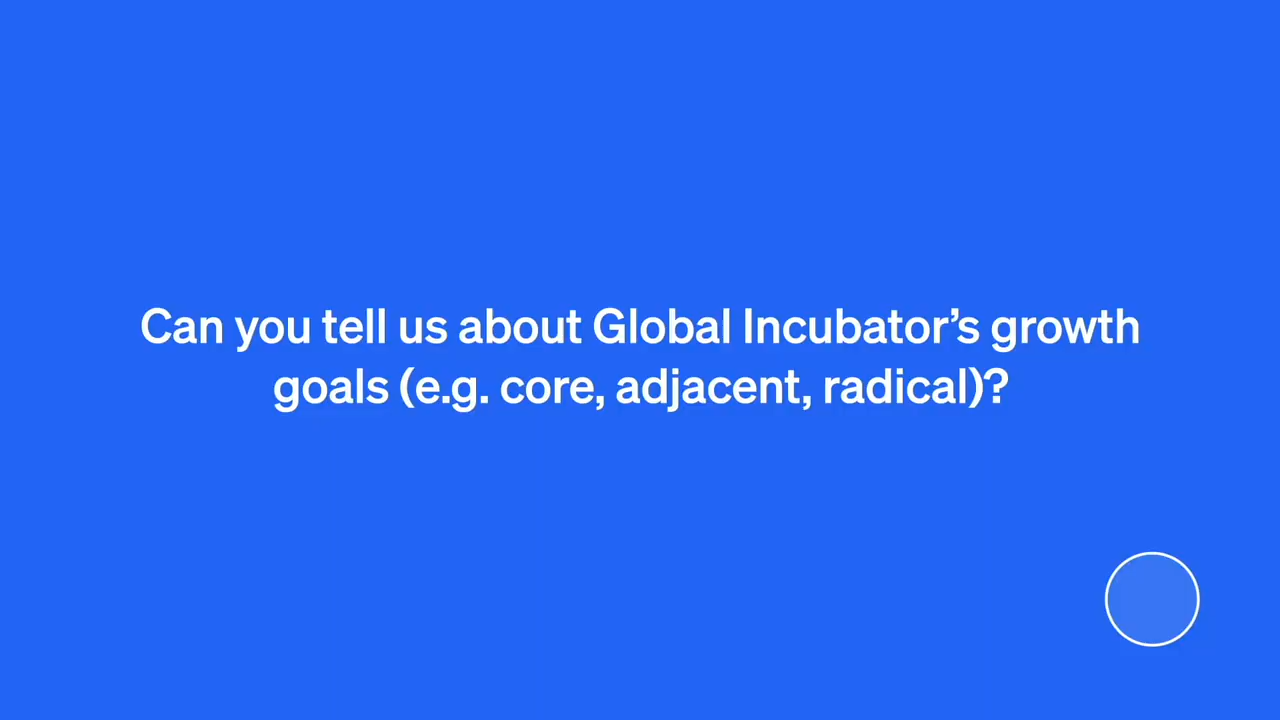 Can you tell us about Global Incubator’s growth
goals (e.g. core, adjacent, radical)?